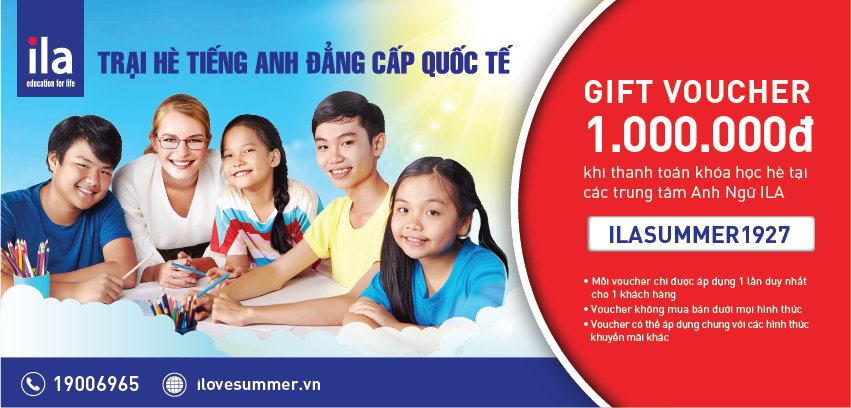 ila
education for life
TRẠI HÈ TIẾNG ANH ĐẲNG CẤP QUỐC TẾ
GIFT VOUCHER
1.000.000đ
khi thanh toán khóa học hè tại
các trung tâm Anh Ngữ ILA
ILASUMMER1927
• Mỗi voucher chỉ được áp dụng 1 lần duy nhất
cho 1 khách hàng
• Voucher không mua bán dưới mọi hình thức
• Voucher có thể áp dụng chung với các hình thức
khuyến mãi khác
19006965
ilovesummer.vn